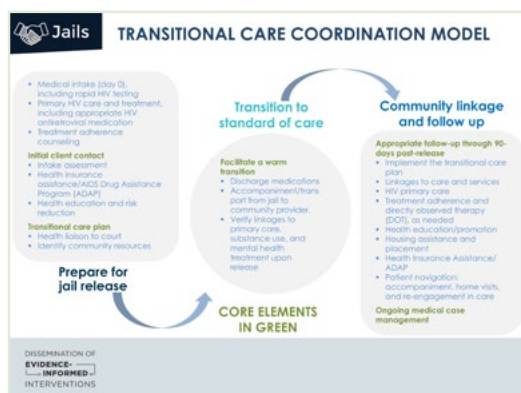 Jails
TRANSITIONAL CARE COORDINATION MODEL
• Medical intake (day 0),
including rapid HIV testing
• Primary HIV care and treatment,
including appropriate HIV
antiretroviral medication
• Treatment adherence
counseling
Initial client contact
• Intake assessment
• Health insurance
assistance/AIDS Drug Assistance
Program (ADAP)
• Health education and risk
reduction
Transitional care plan
• Health liaison to court
• Identify community resources
Prepare for
jail release
Transition to
standard of care
Facilitate a warm
transition
• Discharge medications
• Accompaniment/trans
port from jail to
community provider.
• Verify linkages to
primary care,
substance use, and
mental health
treatment upon
release
CORE ELEMENTS
IN GREEN
Community linkage
and follow up
Appropriate follow-up through 90-
days post-release
• Implement the transitional care
plan
• Linkages to care and services
• HIV primary care
• Treatment adherence and
directly observed therapy
(DOT), as needed
• Health education/promotion
• Housing assistance and
placement
• Health Insurance Assistance/
ADAP
• Patient navigation:
accompaniment, home visits,
and re-engagement in care
Ongoing medical case
management
DISSEMINATION OF
EVIDENCE-
INFORMED
INTERVENTIONS